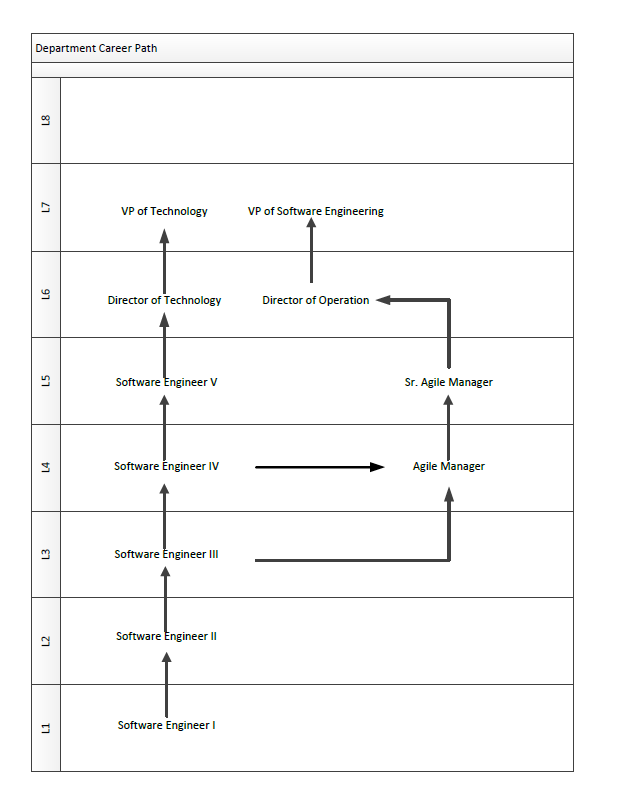 Department Career Path
L8
L7
VP of Technology
VP of Software Engineering
L6
Director of Technology
Director of Operation
L5
Software Engineer V
Sr. Agile Manager
L4
Software Engineer IV
Agile Manager
L3
Software Engineer III
L2
Software Engineer II
L1
Software Engineer I